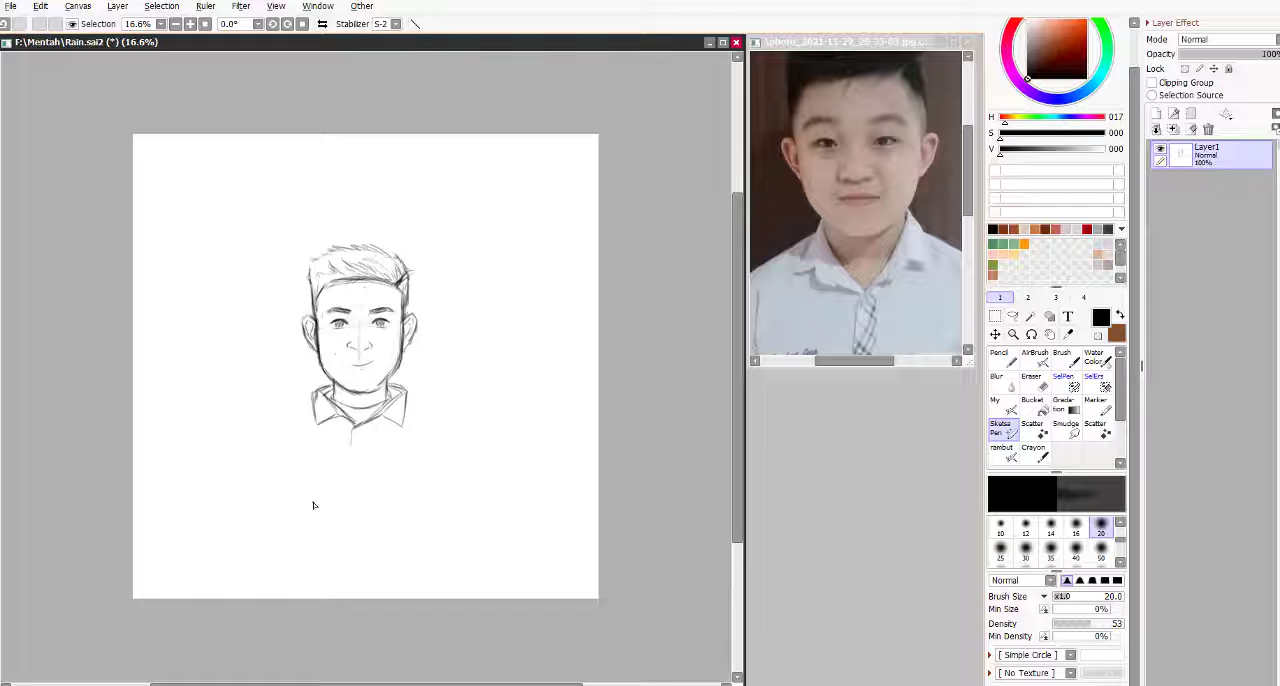 File Edit Canvas Layer Selection Ruler Filter View Window Other
Selection 16.6% 0.0° Stabilizer S-2
F:\Mentah\Rain.sai2 (*) (16.6%)
Layer Effect
Mode Normal
Opacity 100%
Lock
Clipping Group
Selection Source
Layer1
Normal
100%
H 017
S 000
V 000
1 2 3 4
T
Pencil AirBrush Brush Water Color
Blur Eraser SelPen SelErs
My Bucket Gradation Marker
Sketsa Pen Scatter Smudge Scatter
rambut Crayon
10 12 14 16 20
25 30 35 40 50
Normal
Brush Size x1.0 20.0
Min Size 0%
Density 53
Min Density 0%
[ Simple Circle ]
[ No Texture ]